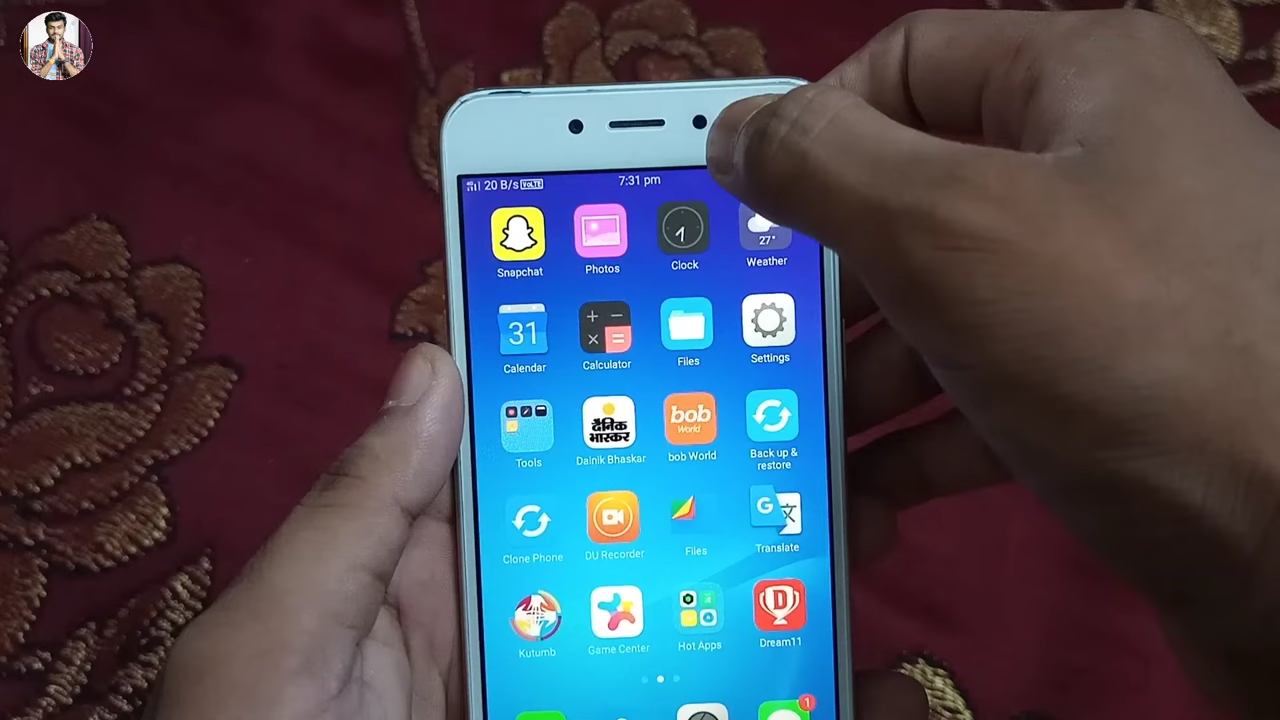 4G 20 B/s VoLTE
7:31 pm
27°
Snapchat
Photos
Clock
Weather
31
Calendar
Calculator
Files
Settings
दैनिक
भास्कर
bob
World
Tools
Dainik Bhaskar
bob World
Back up &
restore
G
文
Clone Phone
DU Recorder
Files
Translate
D
Kutumb
Game Center
Hot Apps
Dream11
1